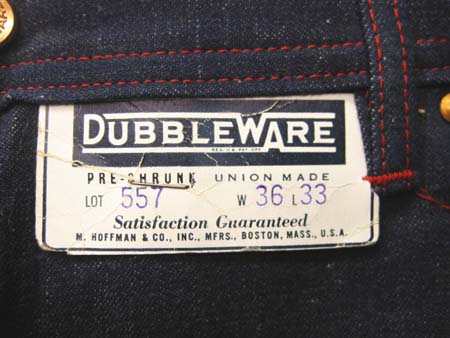 DUBBLEWARE
REG. U.S. PAT. OFF.
PRE-SHRUNK UNION MADE
LOT 557 W 36 L 33
Satisfaction Guaranteed
M. HOFFMAN & CO., INC., MFRS., BOSTON, MASS., U.S.A.